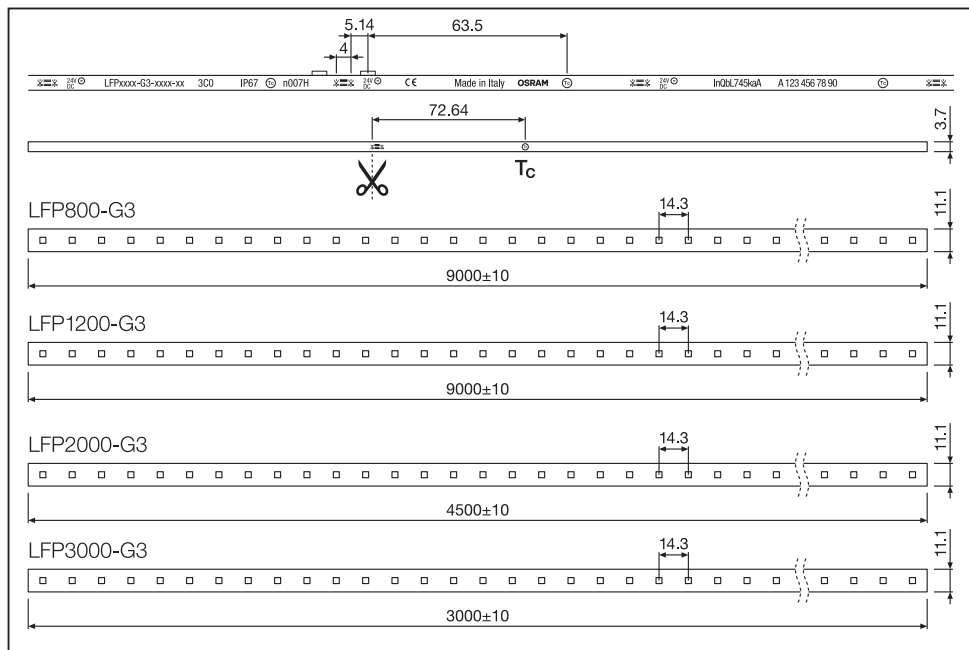 5.14
63.5
4
24V DC
LFPxxxx-G3-xxxx-xx
3C0
IP67
Tc
n007H
24V DC
CE
Made in Italy
OSRAM
Tc
24V DC
InQbL745kaA
A 123 456 78 90
Tc
72.64
3.7
Tc
LFP800-G3
14.3
11.1
9000±10
LFP1200-G3
14.3
11.1
9000±10
LFP2000-G3
14.3
11.1
4500±10
LFP3000-G3
14.3
11.1
3000±10